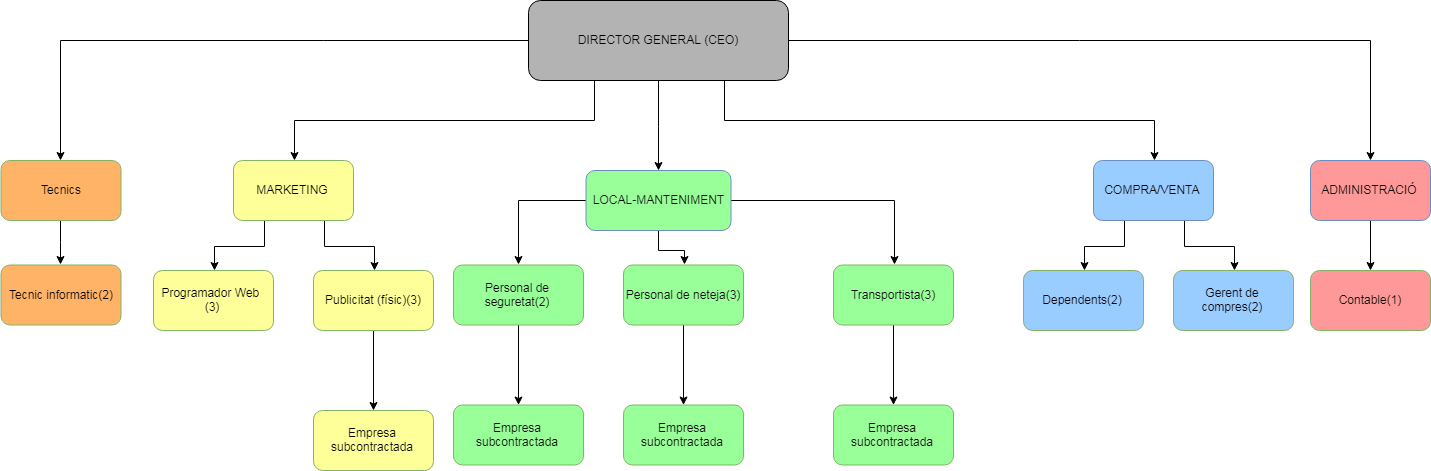 DIRECTOR GENERAL (CEO)
Tecnics
MARKETING
LOCAL-MANTENIMENT
COMPRA/VENTA
ADMINISTRACIÓ
Tecnic informatic(2)
Programador Web
(3)
Publicitat (físic)(3)
Personal de
seguretat(2)
Personal de neteja(3)
Transportista(3)
Dependents(2)
Gerent de
compres(2)
Contable(1)
Empresa
subcontractada
Empresa
subcontractada
Empresa
subcontractada
Empresa
subcontractada